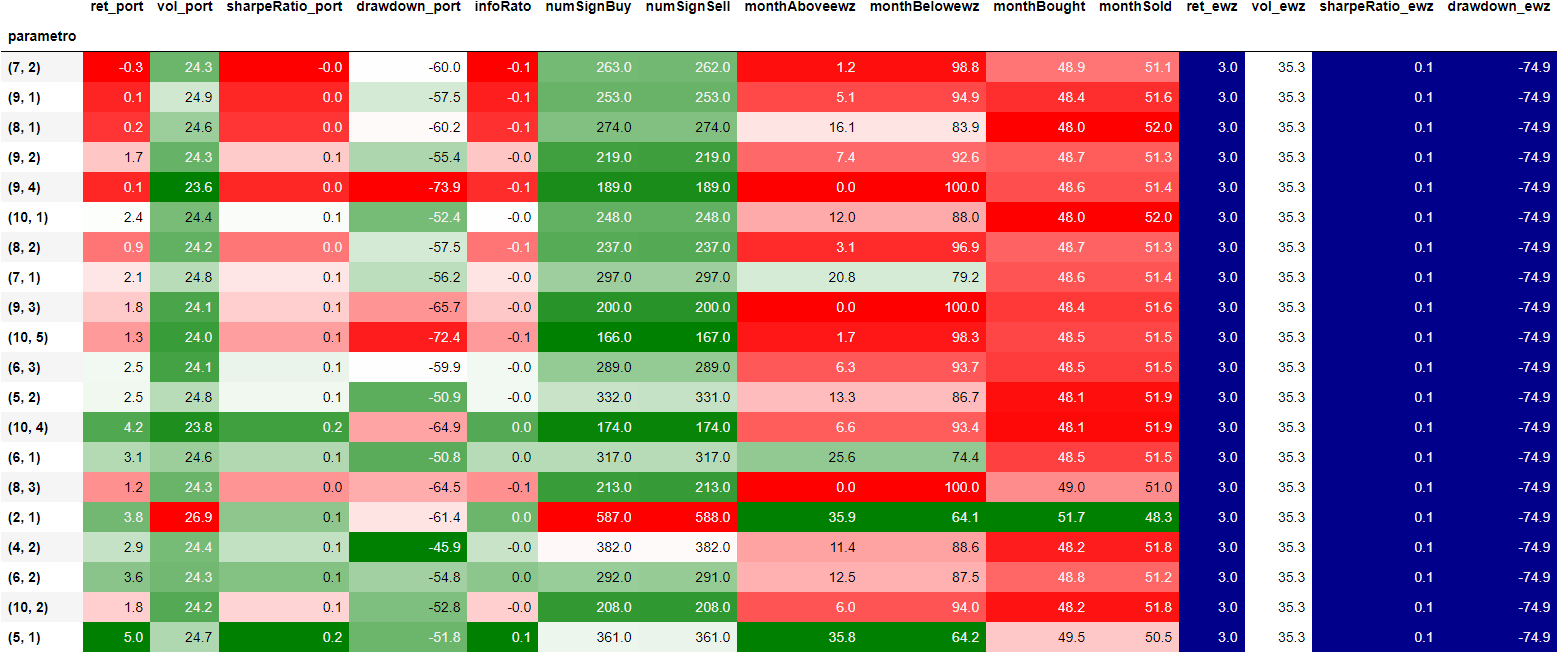 ret_port vol_port sharpeRatio_port drawdown_port infoRato numSignBuy numSignSell monthAboveewz monthBelowewz monthBought monthSold ret_ewz vol_ewz sharpeRatio_ewz drawdown_ewz
parametro
(7, 2) -0.3 24.3 -0.0 -60.0 -0.1 263.0 262.0 1.2 98.8 48.9 51.1 3.0 35.3 0.1 -74.9
(9, 1) 0.1 24.9 0.0 -57.5 -0.1 253.0 253.0 5.1 94.9 48.4 51.6 3.0 35.3 0.1 -74.9
(8, 1) 0.2 24.6 0.0 -60.2 -0.1 274.0 274.0 16.1 83.9 48.0 52.0 3.0 35.3 0.1 -74.9
(9, 2) 1.7 24.3 0.1 -55.4 -0.0 219.0 219.0 7.4 92.6 48.7 51.3 3.0 35.3 0.1 -74.9
(9, 4) 0.1 23.6 0.0 -73.9 -0.1 189.0 189.0 0.0 100.0 48.6 51.4 3.0 35.3 0.1 -74.9
(10, 1) 2.4 24.4 0.1 -52.4 -0.0 248.0 248.0 12.0 88.0 48.0 52.0 3.0 35.3 0.1 -74.9
(8, 2) 0.9 24.2 0.0 -57.5 -0.1 237.0 237.0 3.1 96.9 48.7 51.3 3.0 35.3 0.1 -74.9
(7, 1) 2.1 24.8 0.1 -56.2 -0.0 297.0 297.0 20.8 79.2 48.6 51.4 3.0 35.3 0.1 -74.9
(9, 3) 1.8 24.1 0.1 -65.7 -0.0 200.0 200.0 0.0 100.0 48.4 51.6 3.0 35.3 0.1 -74.9
(10, 5) 1.3 24.0 0.1 -72.4 -0.1 166.0 167.0 1.7 98.3 48.5 51.5 3.0 35.3 0.1 -74.9
(6, 3) 2.5 24.1 0.1 -59.9 -0.0 289.0 289.0 6.3 93.7 48.5 51.5 3.0 35.3 0.1 -74.9
(5, 2) 2.5 24.8 0.1 -50.9 -0.0 332.0 331.0 13.3 86.7 48.1 51.9 3.0 35.3 0.1 -74.9
(10, 4) 4.2 23.8 0.2 -64.9 0.0 174.0 174.0 6.6 93.4 48.1 51.9 3.0 35.3 0.1 -74.9
(6, 1) 3.1 24.6 0.1 -50.8 0.0 317.0 317.0 25.6 74.4 48.5 51.5 3.0 35.3 0.1 -74.9
(8, 3) 1.2 24.3 0.0 -64.5 -0.1 213.0 213.0 0.0 100.0 49.0 51.0 3.0 35.3 0.1 -74.9
(2, 1) 3.8 26.9 0.1 -61.4 0.0 587.0 588.0 35.9 64.1 51.7 48.3 3.0 35.3 0.1 -74.9
(4, 2) 2.9 24.4 0.1 -45.9 -0.0 382.0 382.0 11.4 88.6 48.2 51.8 3.0 35.3 0.1 -74.9
(6, 2) 3.6 24.3 0.1 -54.8 0.0 292.0 291.0 12.5 87.5 48.8 51.2 3.0 35.3 0.1 -74.9
(10, 2) 1.8 24.2 0.1 -52.8 -0.0 208.0 208.0 6.0 94.0 48.2 51.8 3.0 35.3 0.1 -74.9
(5, 1) 5.0 24.7 0.2 -51.8 0.1 361.0 361.0 35.8 64.2 49.5 50.5 3.0 35.3 0.1 -74.9